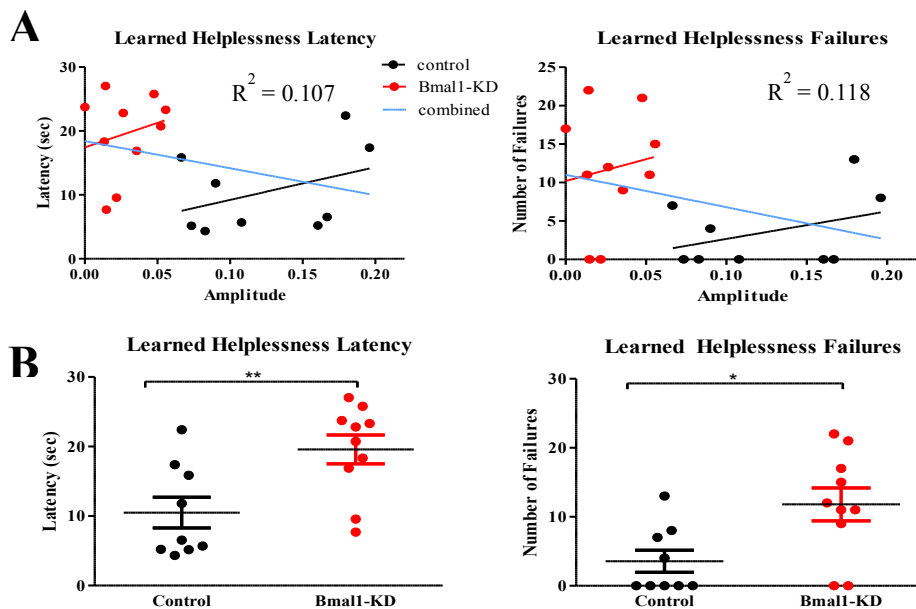 A
Learned Helplessness Latency
30
20
10
0
Latency (sec)
0.00 0.05 0.10 0.15 0.20
Amplitude
R² = 0.107
control
Bmal1-KD
combined
Learned Helplessness Failures
25
20
15
10
5
0
Number of Failures
0.00 0.05 0.10 0.15 0.20
Amplitude
R² = 0.118
B
Learned Helplessness Latency
**
30
20
10
0
Latency (sec)
Control Bmal1-KD
Learned Helplessness Failures
*
30
20
10
0
Number of Failures
Control Bmal1-KD